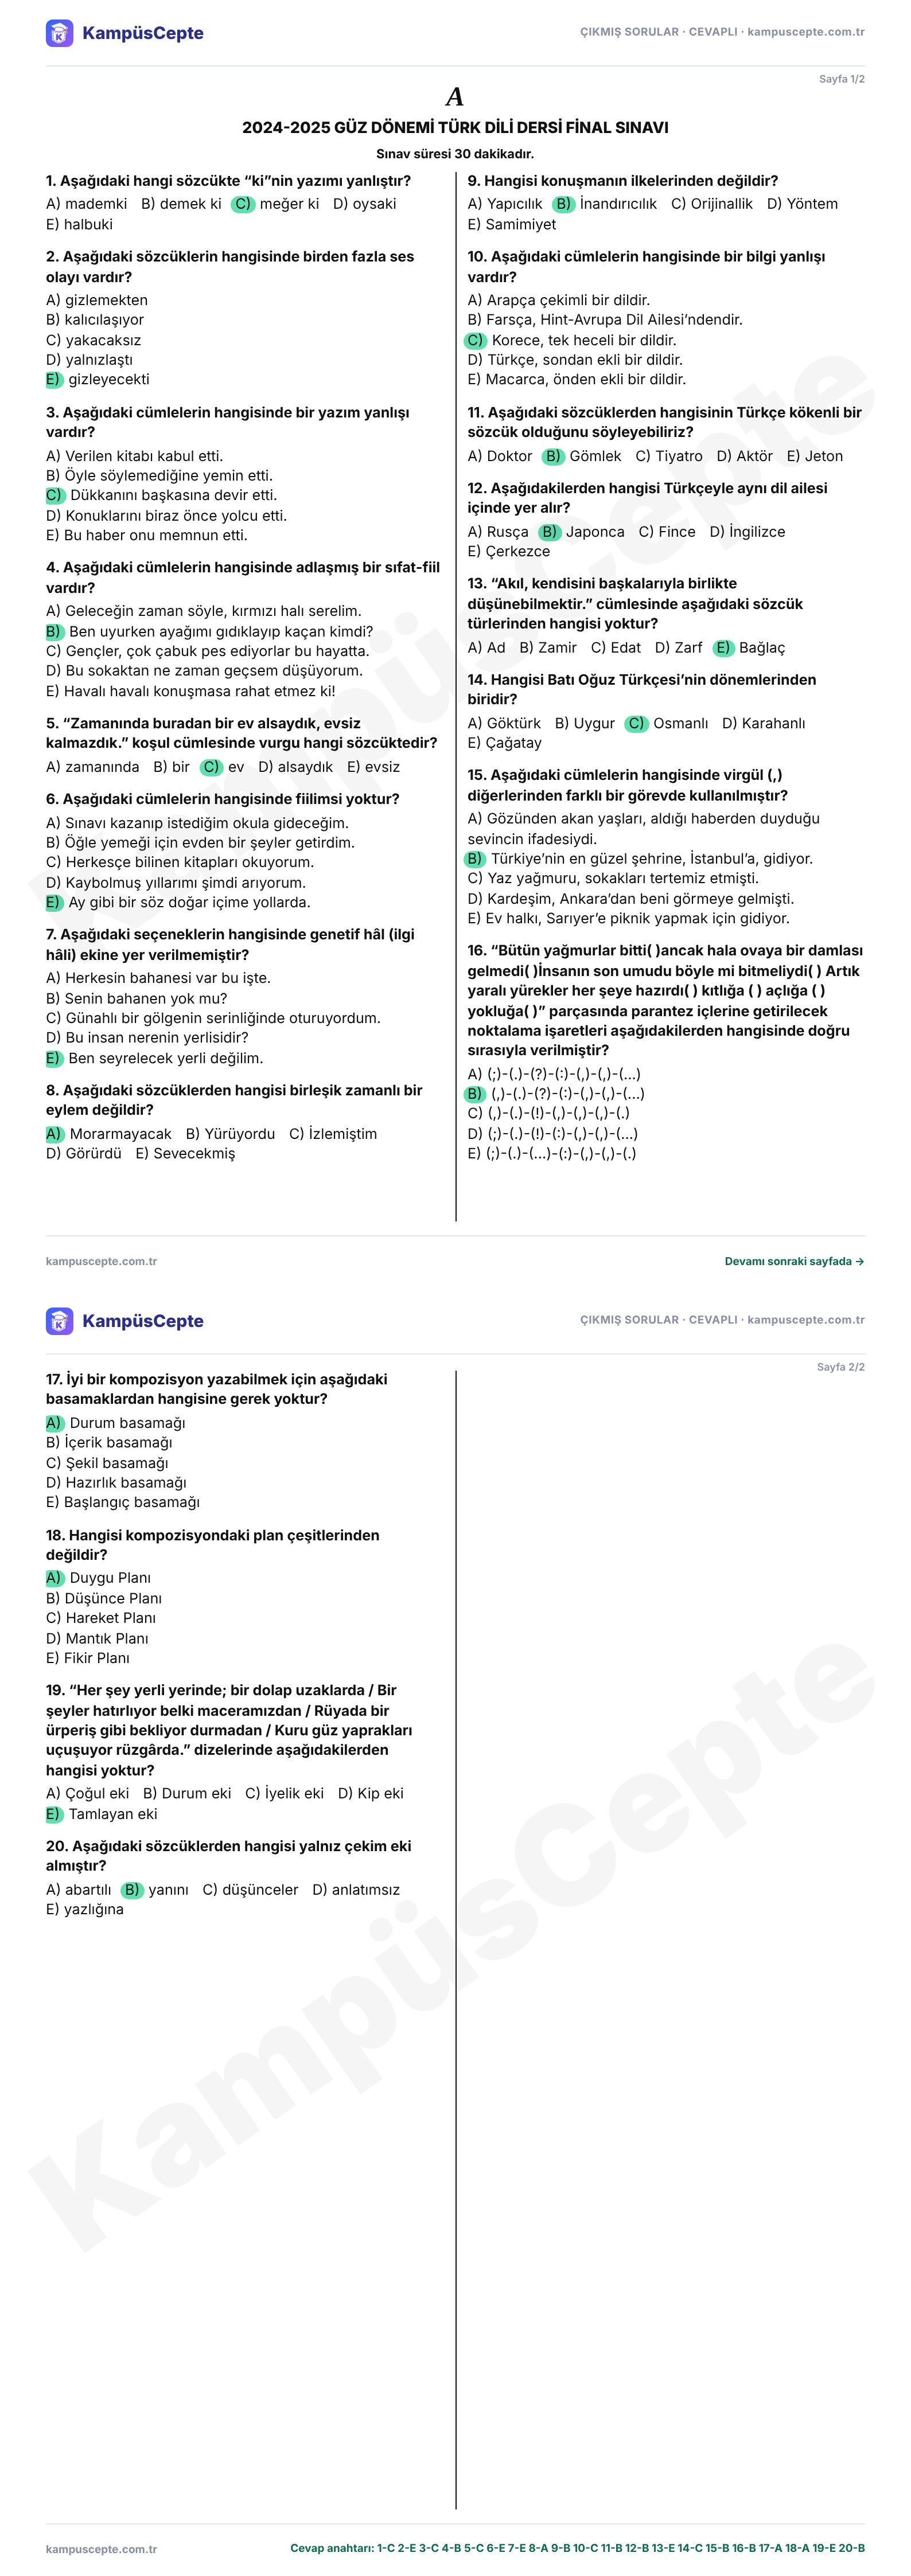 KampüsCepte
ÇIKMIŞ SORULAR · CEVAPLI · kampuscepte.com.tr
Sayfa 1/2
A
2024-2025 GÜZ DÖNEMİ TÜRK DİLİ DERSİ FİNAL SINAVI
Sınav süresi 30 dakikadır.
1. Aşağıdaki hangi sözcükte “ki”nin yazımı yanlıştır?
A) mademki B) demek ki C) meğer ki D) oysaki
E) halbuki
2. Aşağıdaki sözcüklerin hangisinde birden fazla ses
olayı vardır?
A) gizlemekten
B) kalıcılaşıyor
C) yakacaksız
D) yalnızlaştı
E) gizleyecekti
3. Aşağıdaki cümlelerin hangisinde bir yazım yanlışı
vardır?
A) Verilen kitabı kabul etti.
B) Öyle söylemediğine yemin etti.
C) Dükkanını başkasına devir etti.
D) Konuklarını biraz önce yolcu etti.
E) Bu haber onu memnun etti.
4. Aşağıdaki cümlelerin hangisinde adlaşmış bir sıfat-fiil
vardır?
A) Geleceğin zaman söyle, kırmızı halı serelim.
B) Ben uyurken ayağımı gıdıklayıp kaçan kimdi?
C) Gençler, çok çabuk pes ediyorlar bu hayatta.
D) Bu sokaktan ne zaman geçsem düşüyorum.
E) Havalı havalı konuşmasa rahat etmez ki!
5. “Zamanında buradan bir ev alsaydık, evsiz
kalmazdık.” koşul cümlesinde vurgu hangi sözcüktedir?
A) zamanında B) bir C) ev D) alsaydık E) evsiz
6. Aşağıdaki cümlelerin hangisinde fiilimsi yoktur?
A) Sınavı kazanıp istediğim okula gideceğim.
B) Öğle yemeği için evden bir şeyler getirdim.
C) Herkesçe bilinen kitapları okuyorum.
D) Kaybolmuş yıllarımı şimdi arıyorum.
E) Ay gibi bir söz doğar içime yollarda.
7. Aşağıdaki seçeneklerin hangisinde genetif hâl (ilgi
hâli) ekine yer verilmemiştir?
A) Herkesin bahanesi var bu işte.
B) Senin bahanen yok mu?
C) Günahlı bir gölgenin serinliğinde oturuyordum.
D) Bu insan nerenin yerlisidir?
E) Ben seyrelecek yerli değilim.
8. Aşağıdaki sözcüklerden hangisi birleşik zamanlı bir
eylem değildir?
A) Morarmayacak B) Yürüyordu C) İzlemiştim
D) Görürdü E) Sevecekmiş
9. Hangisi konuşmanın ilkelerinden değildir?
A) Yapıcılık B) İnandırıcılık C) Orijinallik D) Yöntem
E) Samimiyet
10. Aşağıdaki cümlelerin hangisinde bir bilgi yanlışı
vardır?
A) Arapça çekimli bir dildir.
B) Farsça, Hint-Avrupa Dil Ailesi’ndendir.
C) Korece, tek heceli bir dildir.
D) Türkçe, sondan ekli bir dildir.
E) Macarca, önden ekli bir dildir.
11. Aşağıdaki sözcüklerden hangisinin Türkçe kökenli bir
sözcük olduğunu söyleyebiliriz?
A) Doktor B) Gömlek C) Tiyatro D) Aktör E) Jeton
12. Aşağıdakilerden hangisi Türkçeyle aynı dil ailesi
içinde yer alır?
A) Rusça B) Japonca C) Fince D) İngilizce
E) Çerkezce
13. “Akıl, kendisini başkalarıyla birlikte
düşünebilmektir.” cümlesinde aşağıdaki sözcük
türlerinden hangisi yoktur?
A) Ad B) Zamir C) Edat D) Zarf E) Bağlaç
14. Hangisi Batı Oğuz Türkçesi’nin dönemlerinden
biridir?
A) Göktürk B) Uygur C) Osmanlı D) Karahanlı
E) Çağatay
15. Aşağıdaki cümlelerin hangisinde virgül (,)
diğerlerinden farklı bir görevde kullanılmıştır?
A) Gözünden akan yaşları, aldığı haberden duyduğu
sevincin ifadesiydi.
B) Türkiye’nin en güzel şehrine, İstanbul’a, gidiyor.
C) Yaz yağmuru, sokakları tertemiz etmişti.
D) Kardeşim, Ankara’dan beni görmeye gelmişti.
E) Ev halkı, Sarıyer’e piknik yapmak için gidiyor.
16. “Bütün yağmurlar bitti( )ancak hala ovaya bir damlası
gelmedi( )İnsanın son umudu böyle mi bitmeliydi( ) Artık
yaralı yürekler her şeye hazırdı( ) kıtlığa ( ) açlığa ( )
yokluğa( )” parçasında parantez içlerine getirilecek
noktalama işaretleri aşağıdakilerden hangisinde doğru
sırasıyla verilmiştir?
A) (;)-(.)-(?)-(:)-(,)-(,)-(...)
B) (,)-(.)-(?)-(:)-(,)-(,)-(...)
C) (,)-(.)-(!)-(,)-(,)-(,)-(.)
D) (;)-(.)-(!)-(:)-(,)-(,)-(...)
E) (;)-(.)-(...)-(:)-(,)-(,)-(.)
kampuscepte.com.tr
Devamı sonraki sayfada →
KampüsCepte
ÇIKMIŞ SORULAR · CEVAPLI · kampuscepte.com.tr
Sayfa 2/2
17. İyi bir kompozisyon yazabilmek için aşağıdaki
basamaklardan hangisine gerek yoktur?
A) Durum basamağı
B) İçerik basamağı
C) Şekil basamağı
D) Hazırlık basamağı
E) Başlangıç basamağı
18. Hangisi kompozisyondaki plan çeşitlerinden
değildir?
A) Duygu Planı
B) Düşünce Planı
C) Hareket Planı
D) Mantık Planı
E) Fikir Planı
19. “Her şey yerli yerinde; bir dolap uzaklarda / Bir
şeyler hatırlıyor belki maceramızdan / Rüyada bir
ürperiş gibi bekliyor durmadan / Kuru güz yaprakları
uçuşuyor rüzgârda.” dizelerinde aşağıdakilerden
hangisi yoktur?
A) Çoğul eki B) Durum eki C) İyelik eki D) Kip eki
E) Tamlayan eki
20. Aşağıdaki sözcüklerden hangisi yalnız çekim eki
almıştır?
A) abartılı B) yanını C) düşünceler D) anlatımsız
E) yazlığına
kampuscepte.com.tr
Cevap anahtarı: 1-C 2-E 3-C 4-B 5-C 6-E 7-E 8-A 9-B 10-C 11-B 12-B 13-E 14-C 15-B 16-B 17-A 18-A 19-E 20-B
KampüsCepte
KampüsCepte